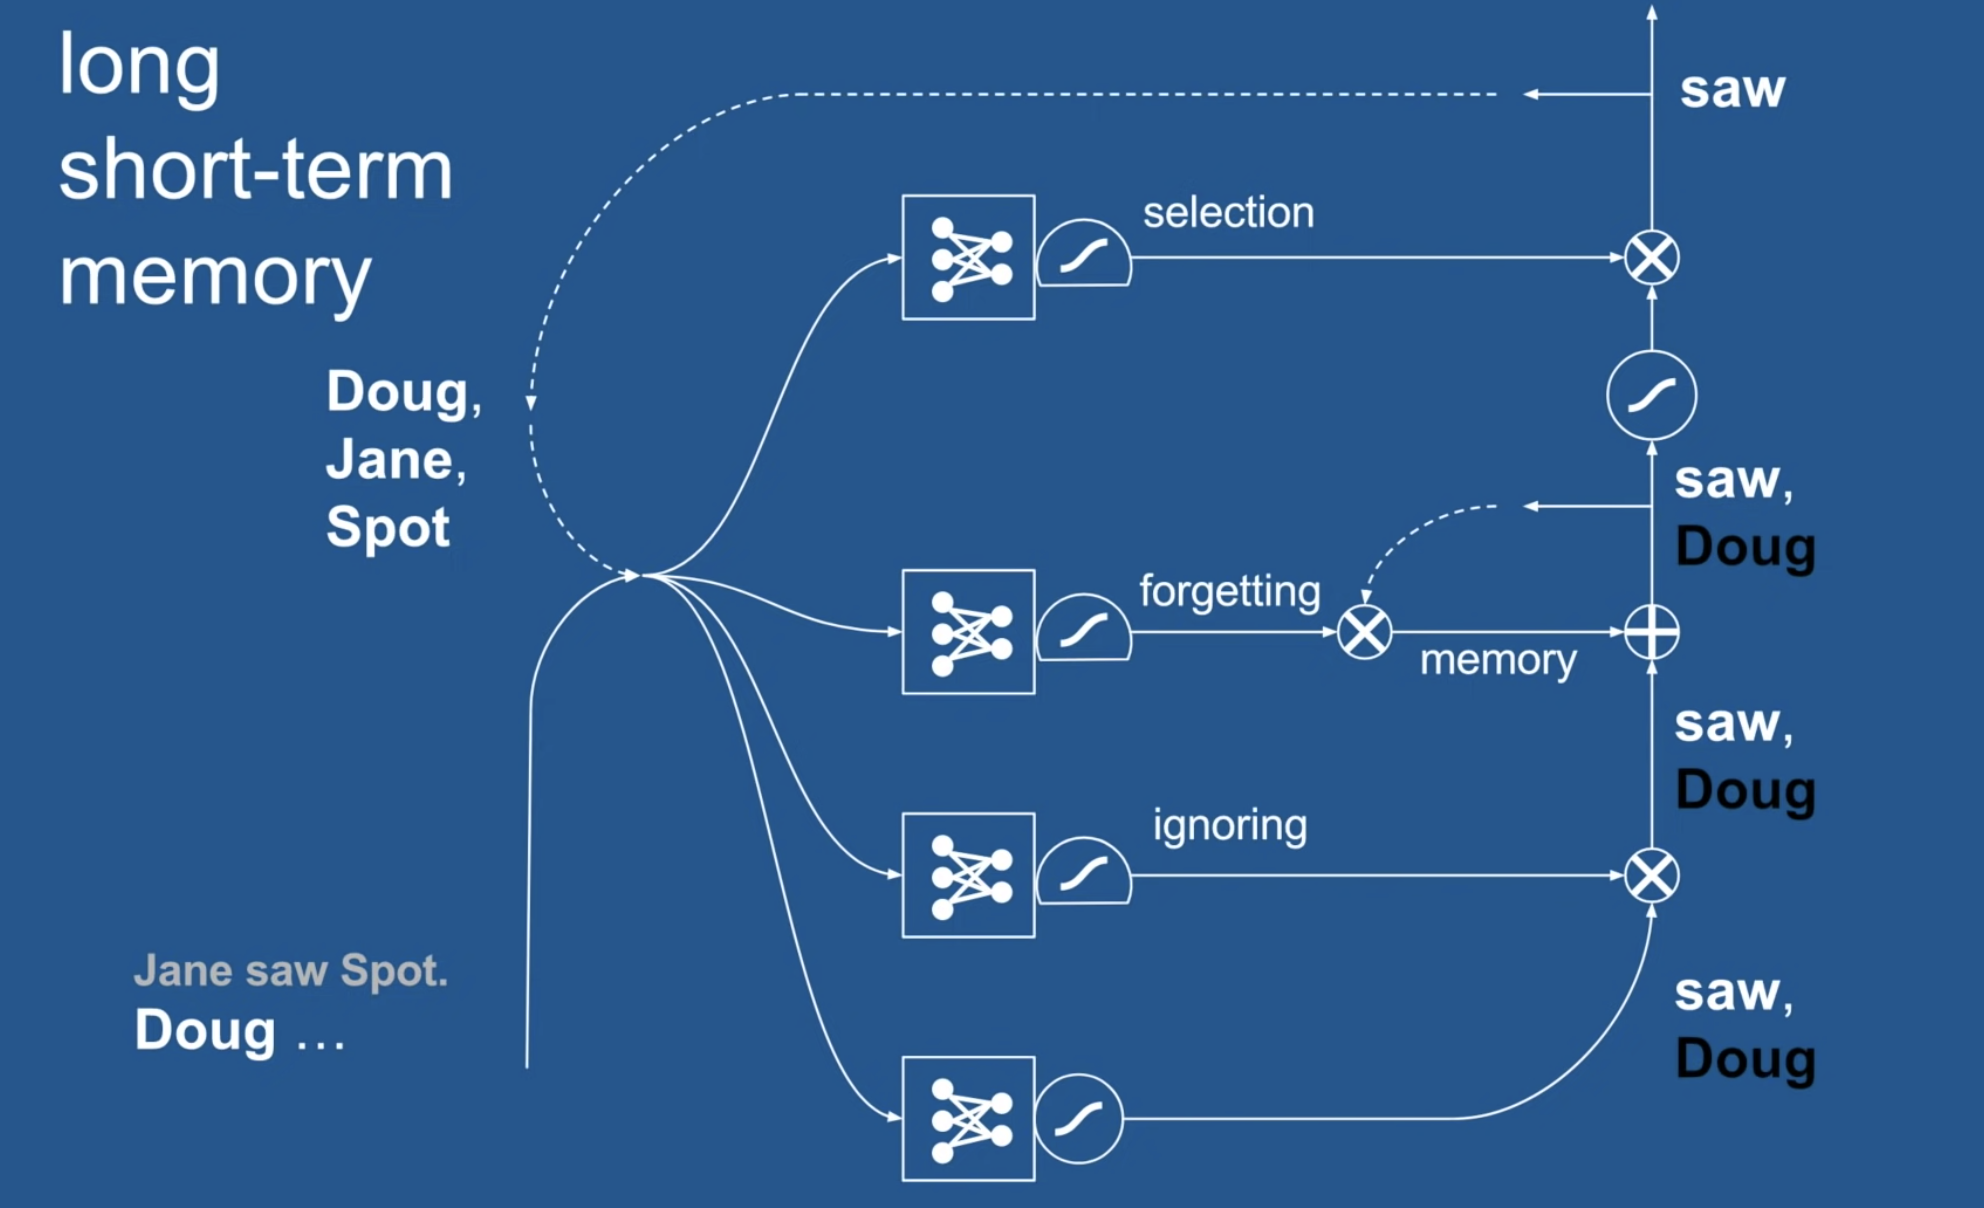 long
short-term
memory
saw
selection
Doug,
Jane,
Spot
saw,
Doug
forgetting
memory
saw,
Doug
ignoring
Jane saw Spot.
Doug ...
saw,
Doug